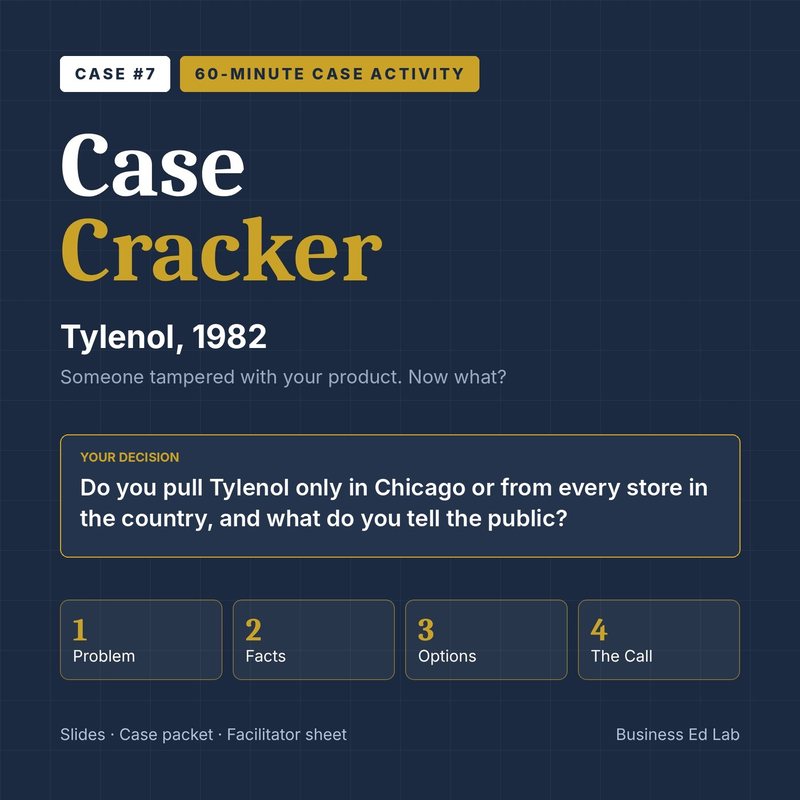 CASE #7
60-MINUTE CASE ACTIVITY
Case
Cracker
Tylenol, 1982
Someone tampered with your product. Now what?
YOUR DECISION
Do you pull Tylenol only in Chicago or from every store in
the country, and what do you tell the public?
1
Problem
2
Facts
3
Options
4
The Call
Slides · Case packet · Facilitator sheet
Business Ed Lab